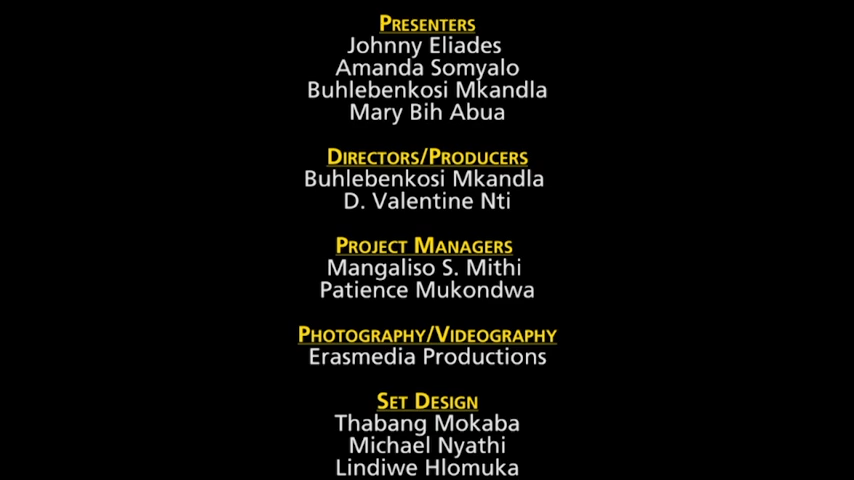 PRESENTERS
Johnny Eliades
Amanda Somyalo
Buhlebenkosi Mkandla
Mary Bih Abua
DIRECTORS/PRODUCERS
Buhlebenkosi Mkandla
D. Valentine Nti
PROJECT MANAGERS
Mangaliso S. Mithi
Patience Mukondwa
PHOTOGRAPHY/VIDEOGRAPHY
Erasmedia Productions
SET DESIGN
Thabang Mokaba
Michael Nyathi
Lindiwe Hlomuka